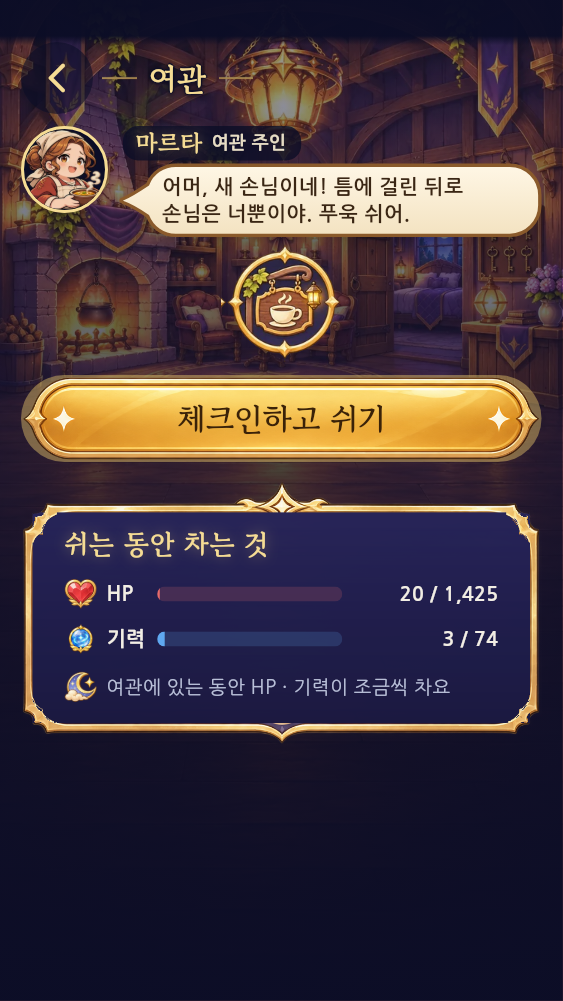 여관
마르타 여관 주인
어머, 새 손님이네! 틈에 걸린 뒤로
손님은 너뿐이야. 푸욱 쉬어.
체크인하고 쉬기
쉬는 동안 차는 것
HP 20 / 1,425
기력 3 / 74
여관에 있는 동안 HP · 기력이 조금씩 차요